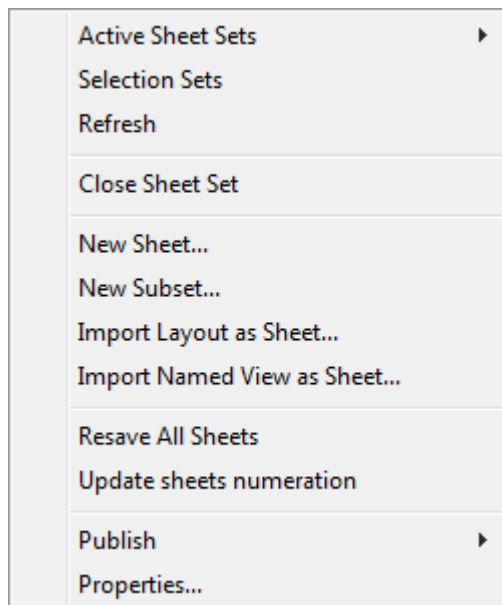 Active Sheet Sets
Selection Sets
Refresh
Close Sheet Set
New Sheet...
New Subset...
Import Layout as Sheet...
Import Named View as Sheet...
Resave All Sheets
Update sheets numeration
Publish
Properties...